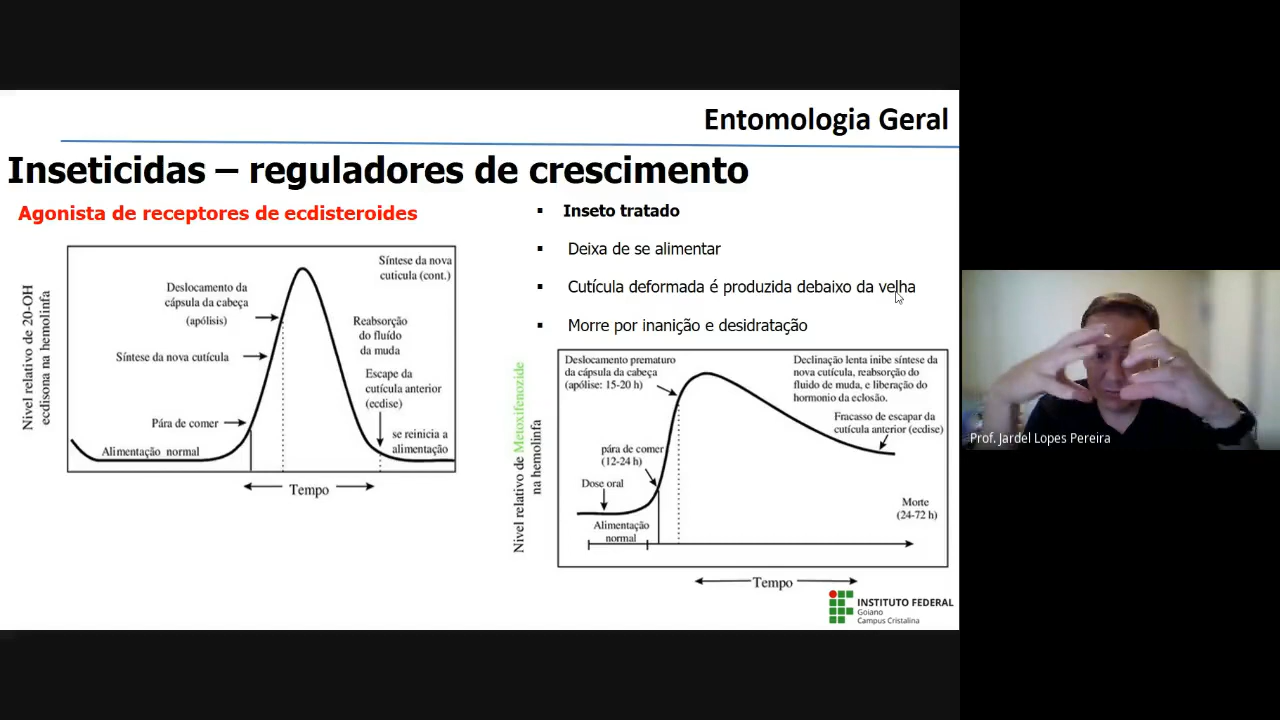 Entomologia Geral
Inseticidas – reguladores de crescimento
Agonista de receptores de ecdisteroides
Nivel relativo de 20-OH
ecdisona na hemolinfa
Síntese da nova
cuticula (cont.)
Deslocamento da
cápsula da cabeça
(apólisis)
Reabsorção
do fluído
da muda
Síntese da nova cutícula
Escape da
cutícula anterior
(ecdise)
Pára de comer
se reinicia a
alimentação
Alimentação normal
Tempo
▪ Inseto tratado
▪ Deixa de se alimentar
▪ Cutícula deformada é produzida debaixo da velha
▪ Morre por inanição e desidratação
Nivel relativo de Metoxifenozide
na hemolinfa
Deslocamento prematuro
da cápsula da cabeça
(apólise: 15-20 h)
Declinação lenta inibe síntese da
nova cutícula, reabsorção do
fluido de muda, e liberação do
hormonio da eclosão.
Fracasso de escapar da
cutícula anterior (ecdise)
pára de comer
(12-24 h)
Dose oral
Alimentação
normal
Morte
(24-72 h)
Tempo
INSTITUTO FEDERAL
Goiano
Campus Cristalina
Prof. Jardel Lopes Pereira